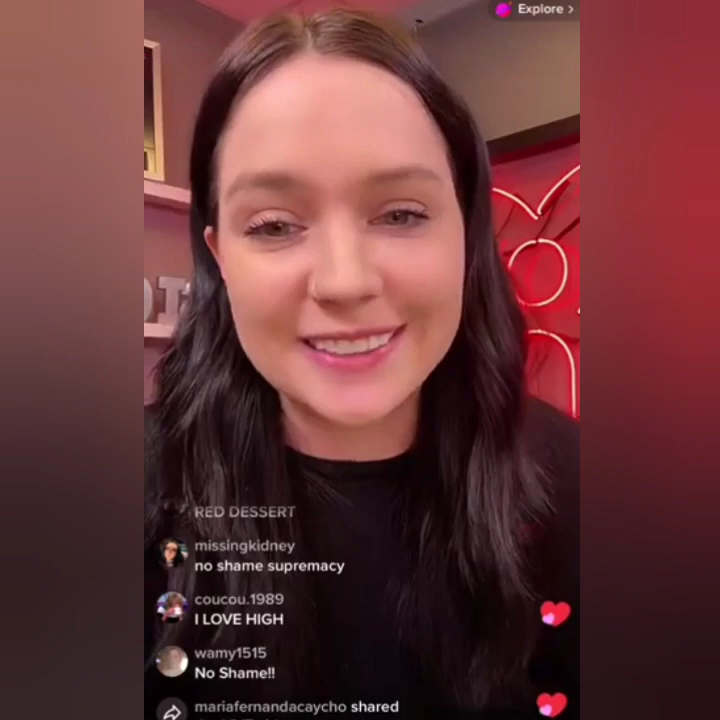 Explore >
RED DESSERT
missingkidney
no shame supremacy
coucou.1989
I LOVE HIGH
wamy1515
No Shame!!
mariafernandacaycho shared